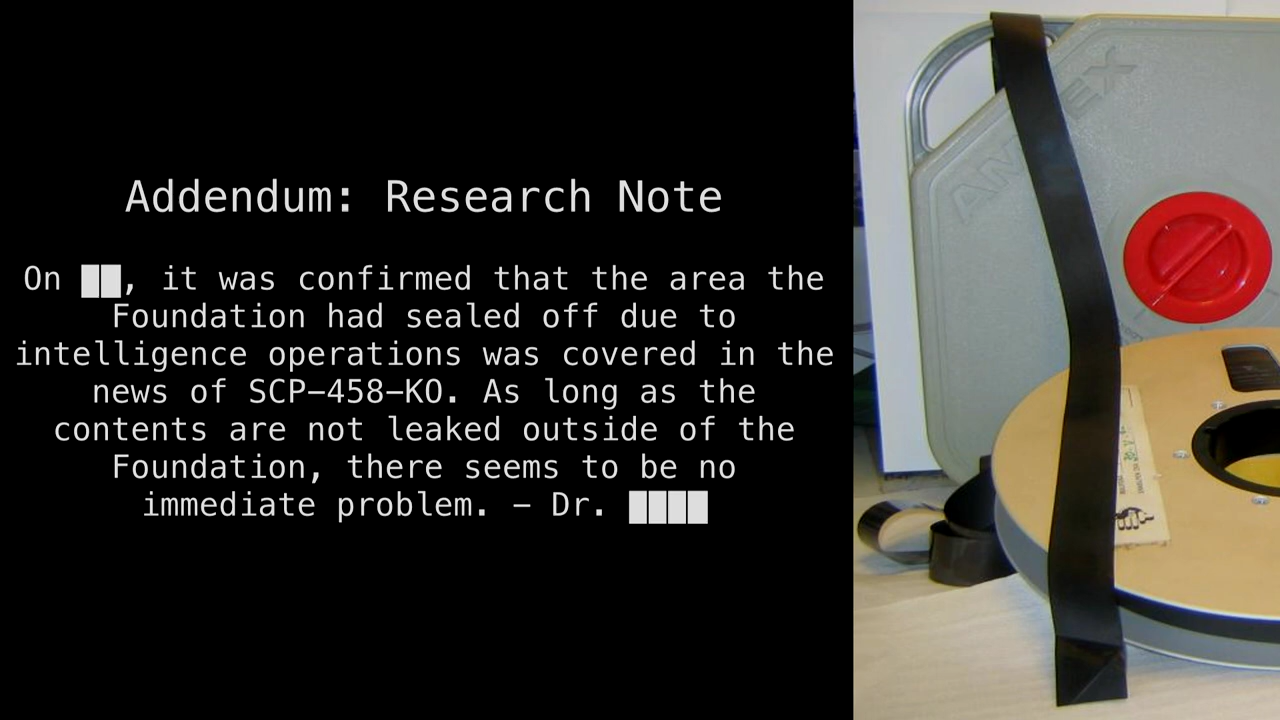 Addendum: Research Note
On ██, it was confirmed that the area the
Foundation had sealed off due to
intelligence operations was covered in the
news of SCP–458–KO. As long as the
contents are not leaked outside of the
Foundation, there seems to be no
immediate problem. – Dr. ████
AMPEX